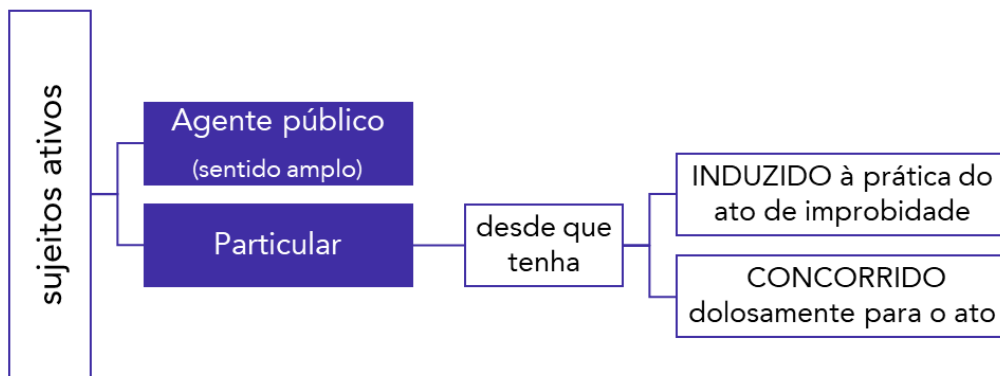 sujeitos ativos
Agente público
(sentido amplo)
Particular
desde que
tenha
INDUZIDO à prática do
ato de improbidade
CONCORRIDO
dolosamente para o ato